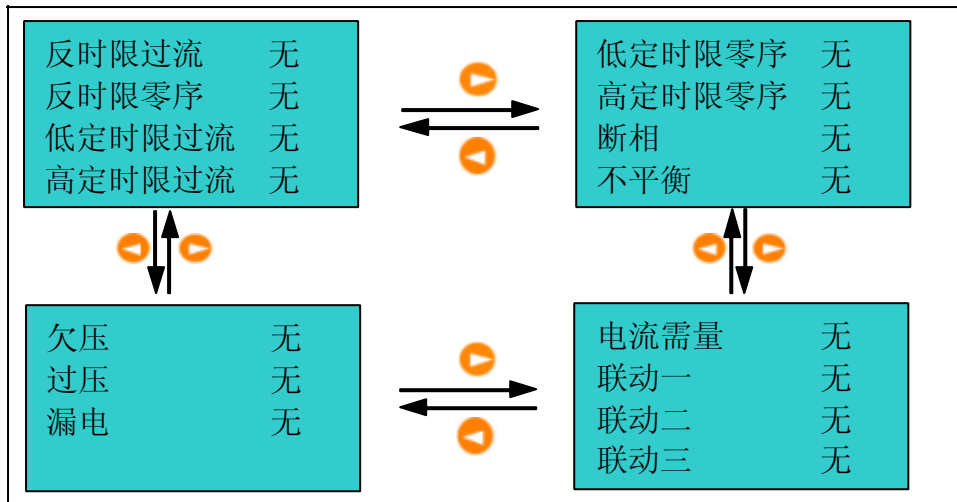 反时限过流 无
反时限零序 无
低定时限过流 无
高定时限过流 无
低定时限零序 无
高定时限零序 无
断相 无
不平衡 无
欠压 无
过压 无
漏电 无
电流需量 无
联动一 无
联动二 无
联动三 无